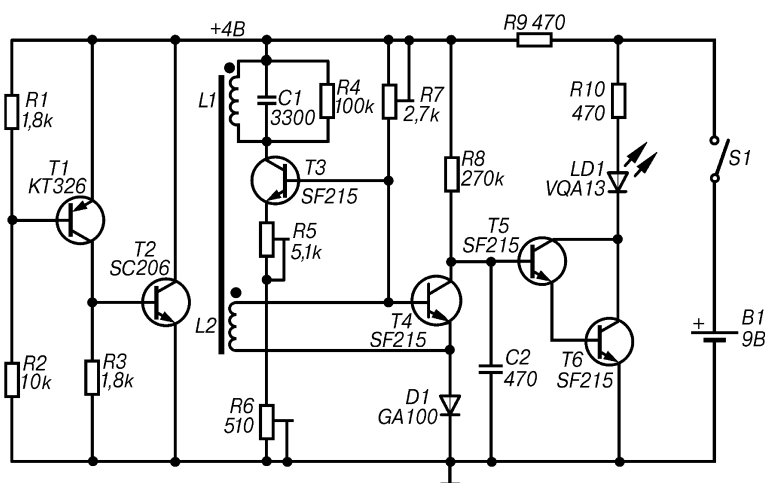 R9 470
+4В
R1
1,8k
L1
C1
3300
R4
100k
R7
2,7k
R10
470
S1
T1
KT326
T3
SF215
R8
270k
LD1
VQA13
R5
5,1k
T5
SF215
T2
SC206
L2
T4
SF215
+
B1
9В
R2
10k
R3
1,8k
C2
470
T6
SF215
R6
510
D1
GA100